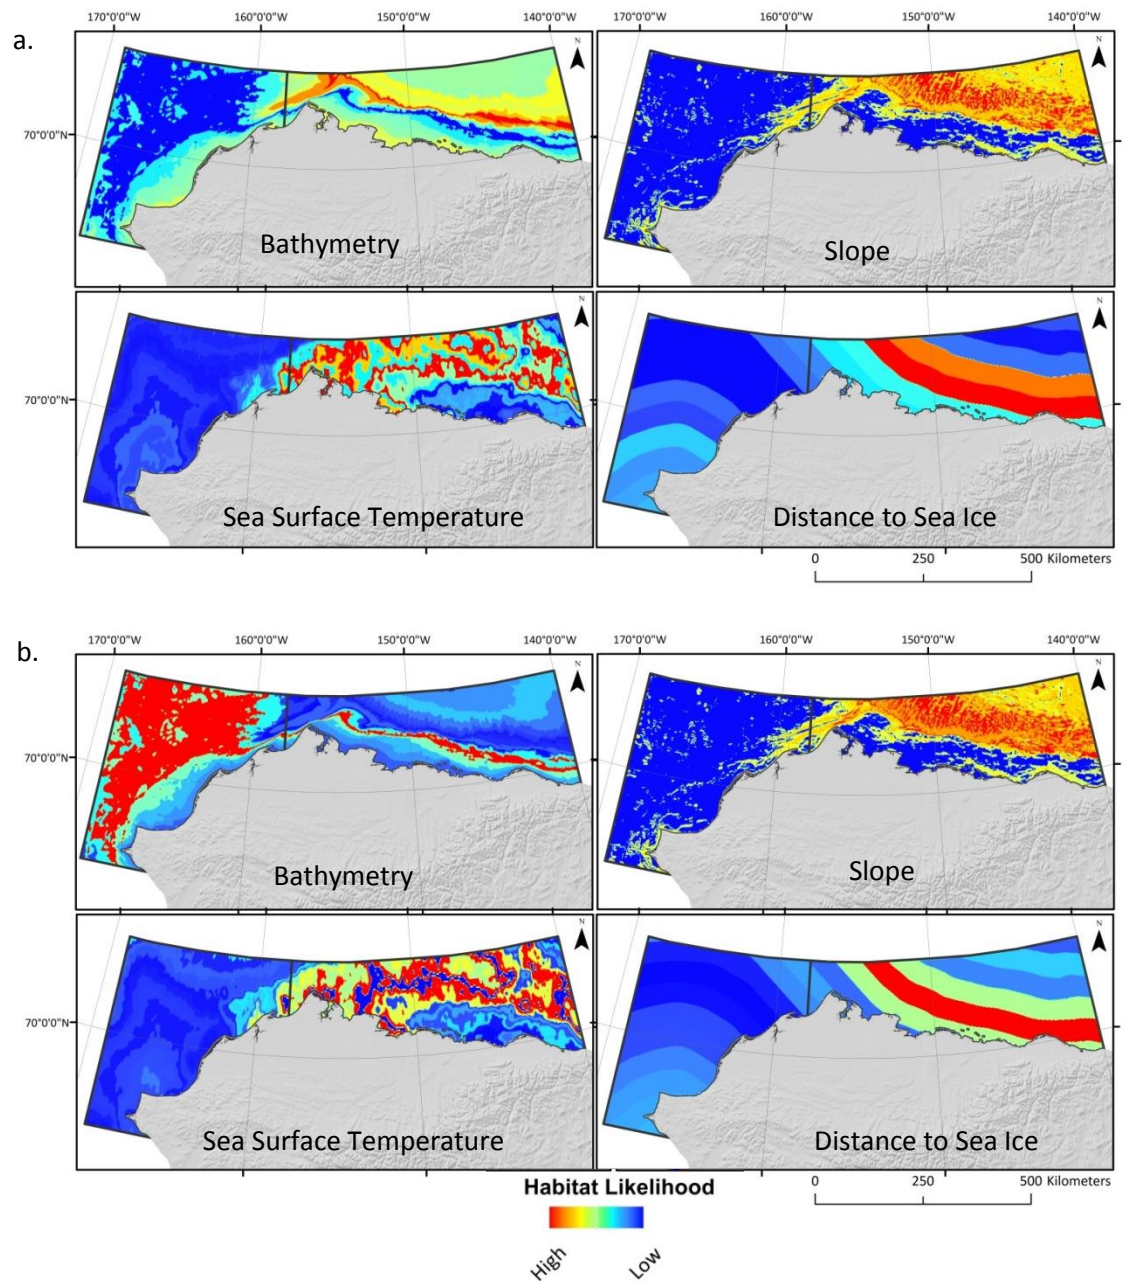 170°0'0"W 160°0'0"W 150°0'0"W 140°0'0"W 170°0'0"W 160°0'0"W 150°0'0"W 140°0'0"W
a.
N N
70°0'0"N
Bathymetry Slope
N N
70°0'0"N
Sea Surface Temperature Distance to Sea Ice
0 250 500 Kilometers
170°0'0"W 160°0'0"W 150°0'0"W 140°0'0"W 170°0'0"W 160°0'0"W 150°0'0"W 140°0'0"W
b.
N N
70°0'0"N
Bathymetry Slope
N N
70°0'0"N
Sea Surface Temperature Distance to Sea Ice
Habitat Likelihood 0 250 500 Kilometers
High Low